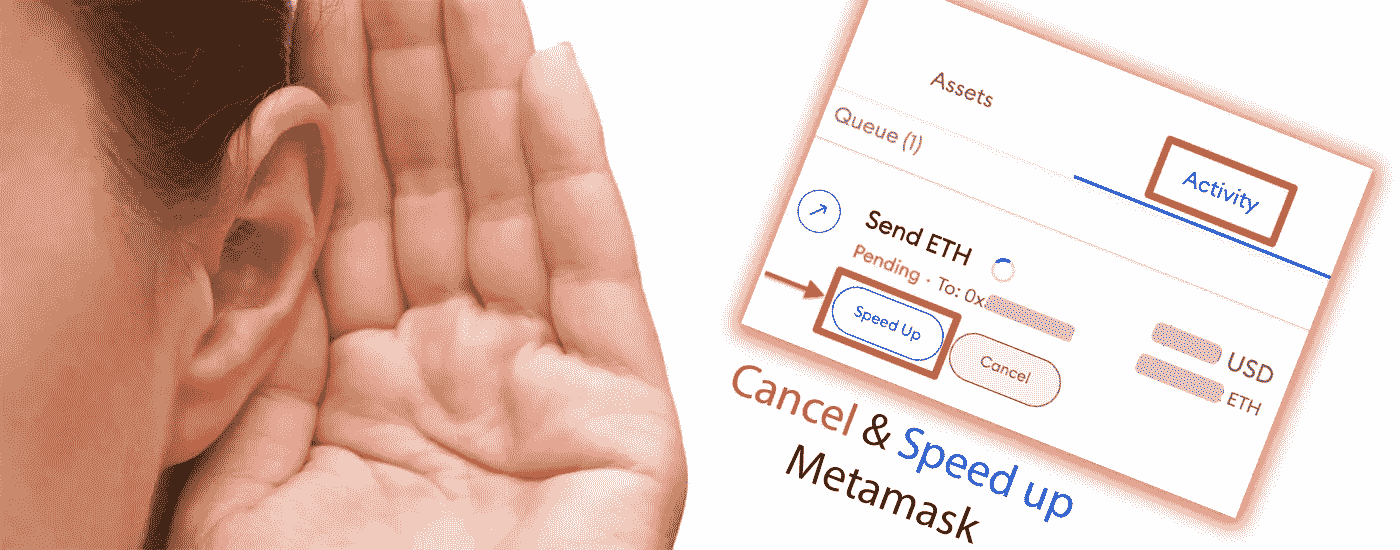 Assets
Activity
Queue (1)
Send ETH
Pending · To: 0x
Speed Up
Cancel
USD
ETH
Cancel & Speed up
Metamask